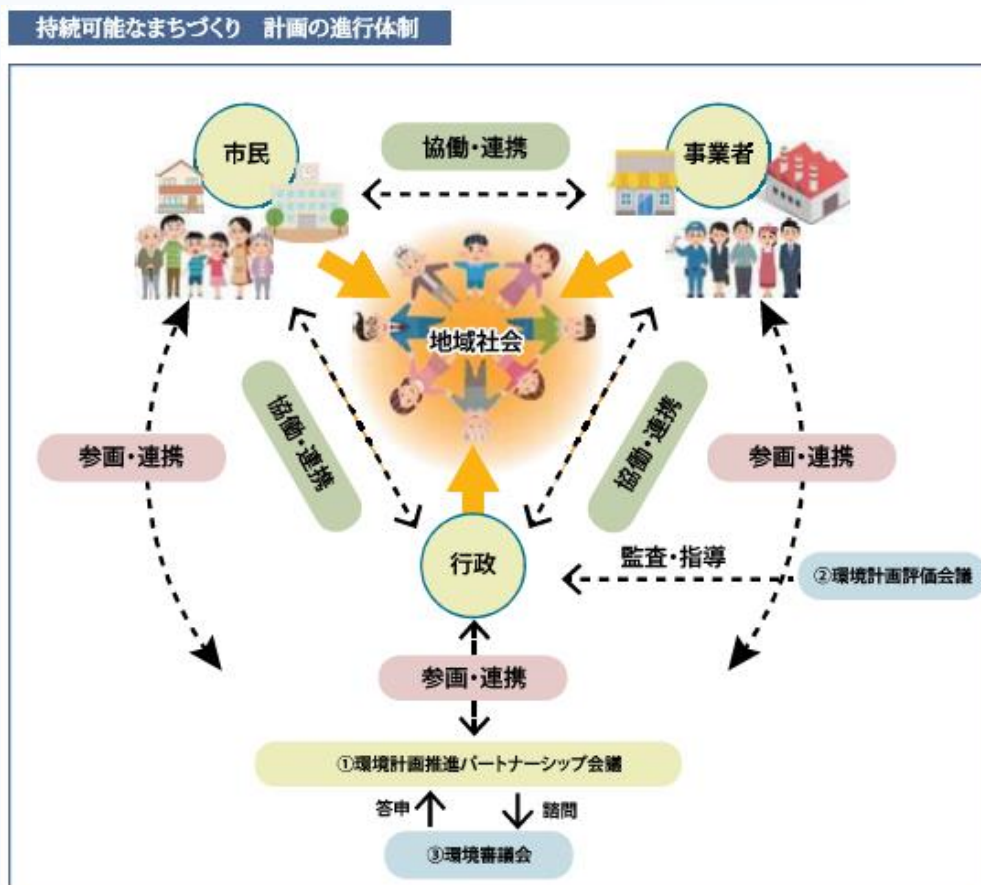 持続可能なまちづくり 計画の進行体制
市民
協働・連携
事業者
地域社会
協働・連携
協働・連携
参画・連携
参画・連携
行政
監査・指導
②環境計画評価会議
参画・連携
①環境計画推進パートナーシップ会議
答申
諮問
③環境審議会